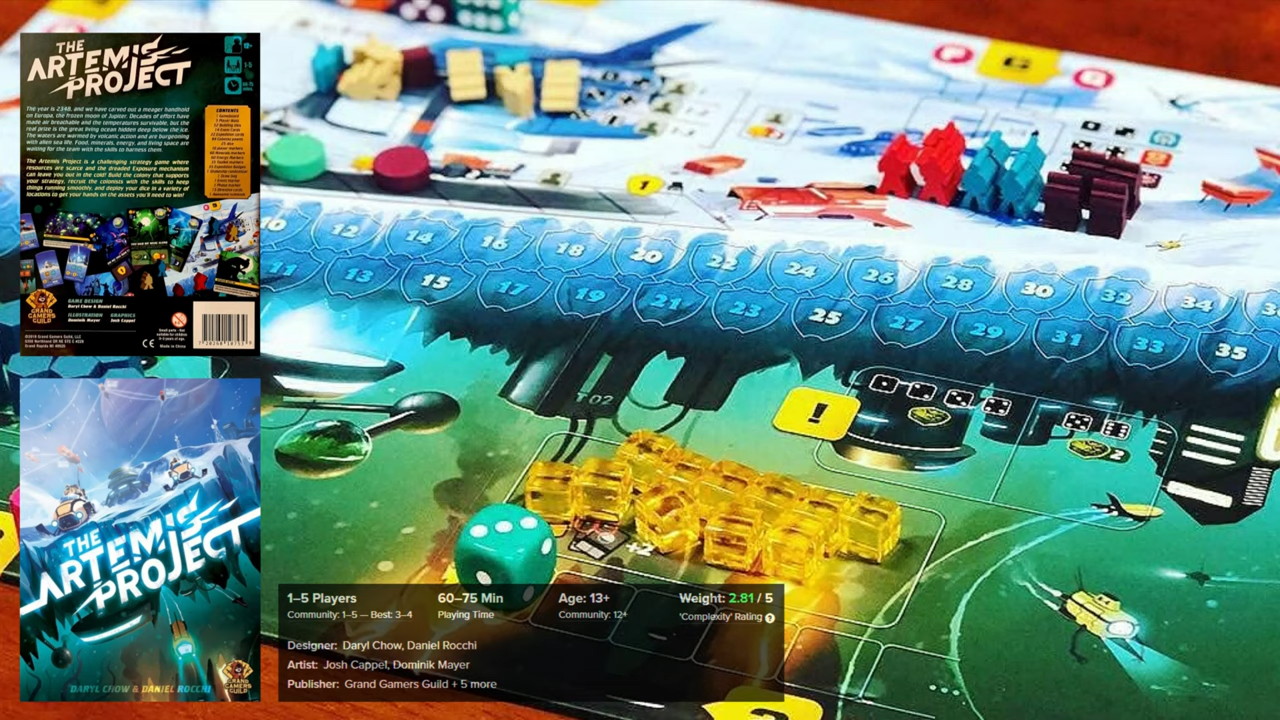 THE
ARTEMIS
PROJECT
12+
1-5
The year is 2348, and we have carved out a meager handhold
on Europa, the frozen moon of Jupiter. Decades of effort have
made air breathable and the temperatures survivable, but the
real prize is the great living ocean hidden deep below the ice.
The waters are warmed by volcanic action and are burgeoning
with alien sea life. Food, minerals, energy, and living space are
waiting for the team with the skills to harness them.
The Artemis Project is a challenging strategy game where
resources are scarce and the dreaded Exposure mechanism
can leave you out in the cold! Build the colony that supports
your strategy, recruit the colonists with the skills to keep
things running smoothly, and deploy your dice in a variety of
locations to get your hands on the assets you'll need to win!
CONTENTS
GRAND
GAMERS
GUILD
GAME DESIGN
Daryl Chow & Daniel Rocchi
ILLUSTRATION
Dominik Mayer
GRAPHICS
Josh Cappel
Made in China
THE
ARTEMIS
PROJECT
DARYL CHOW & DANIEL ROCCHI
GRAND
GAMERS
GUILD
1
10 12 14 16 18 20 22 24 26 28 30 32 34
11 13 15 17 19 21 25 29 31 33 35
T 02
!
2
+2
1–5 Players
Community: 1–5 — Best: 3–4
60–75 Min
Playing Time
Age: 13+
Community: 12+
Weight: 2.81 / 5
'Complexity' Rating ?
Designer: Daryl Chow, Daniel Rocchi
Artist: Josh Cappel, Dominik Mayer
Publisher: Grand Gamers Guild + 5 more